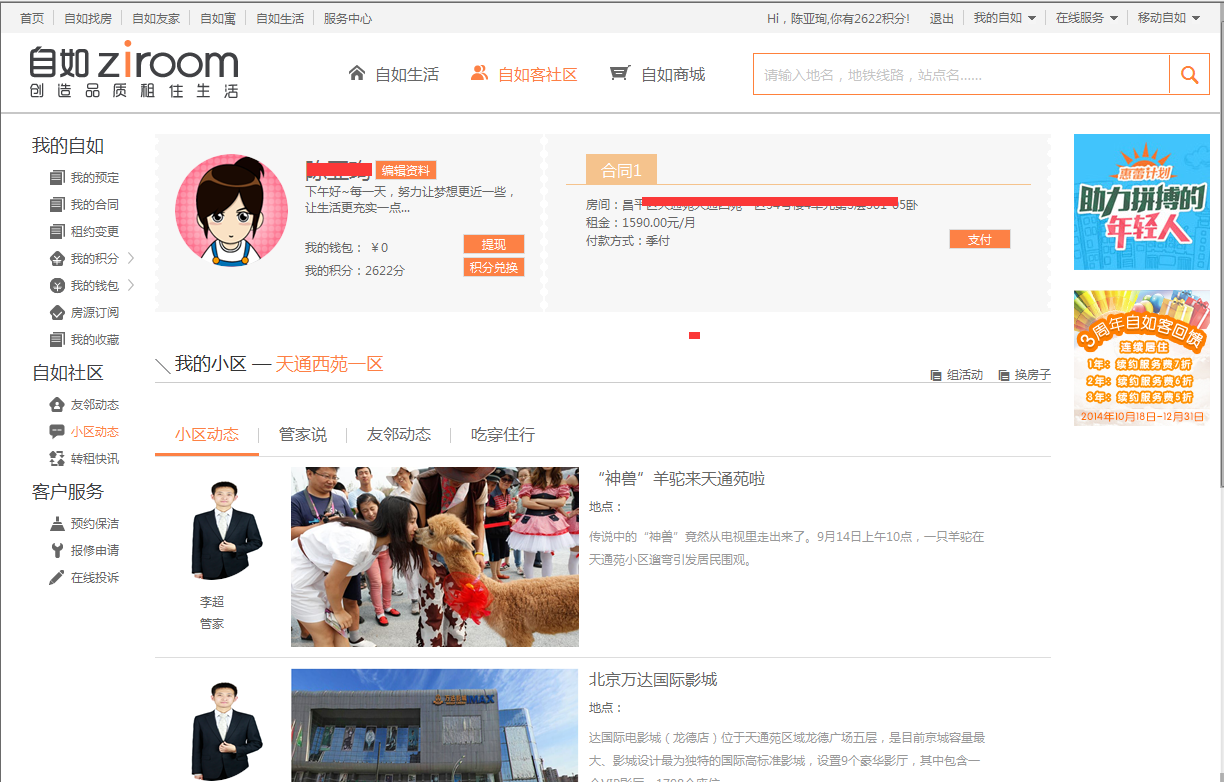 首页 自如找房 自如友家 自如寓 自如生活 服务中心
Hi，陈亚珣,你有2622积分! 退出 我的自如 在线服务 移动自如
自如 ziroom
创造品质租住生活
自如生活 自如客社区 自如商城
请输入地名，地铁线路，站点名......
我的自如
我的预定
我的合同
租约变更
我的积分
我的钱包
房源订阅
我的收藏
自如社区
友邻动态
小区动态
转租快讯
客户服务
预约保洁
报修申请
在线投诉
编辑资料
下午好~每一天，努力让梦想更近一些，
让生活更充实一点...
我的钱包： ￥0 提现
我的积分：2622分 积分兑换
合同1
房间：昌平
租金：1590.00元/月
付款方式：季付
支付
惠蕾计划
助力拼搏的
年轻人
3周年自如客回馈
连续居住
1年：续约服务费7折
2年：续约服务费6折
3年：续约服务费5折
2014年10月18日-12月31日
我的小区 — 天通西苑一区
组活动 换房子
小区动态 管家说 友邻动态 吃穿住行
李超
管家
“神兽”羊驼来天通苑啦
地点：
传说中的“神兽”竟然从电视里走出来了。9月14日上午10点，一只羊驼在
天通苑小区遛弯引发居民围观。
北京万达国际影城
地点：
达国际电影城（龙德店）位于天通苑区域龙德广场五层，是目前京城容量最
大、影城设计最为独特的国际高标准影城，设置9个豪华影厅，其中包含一